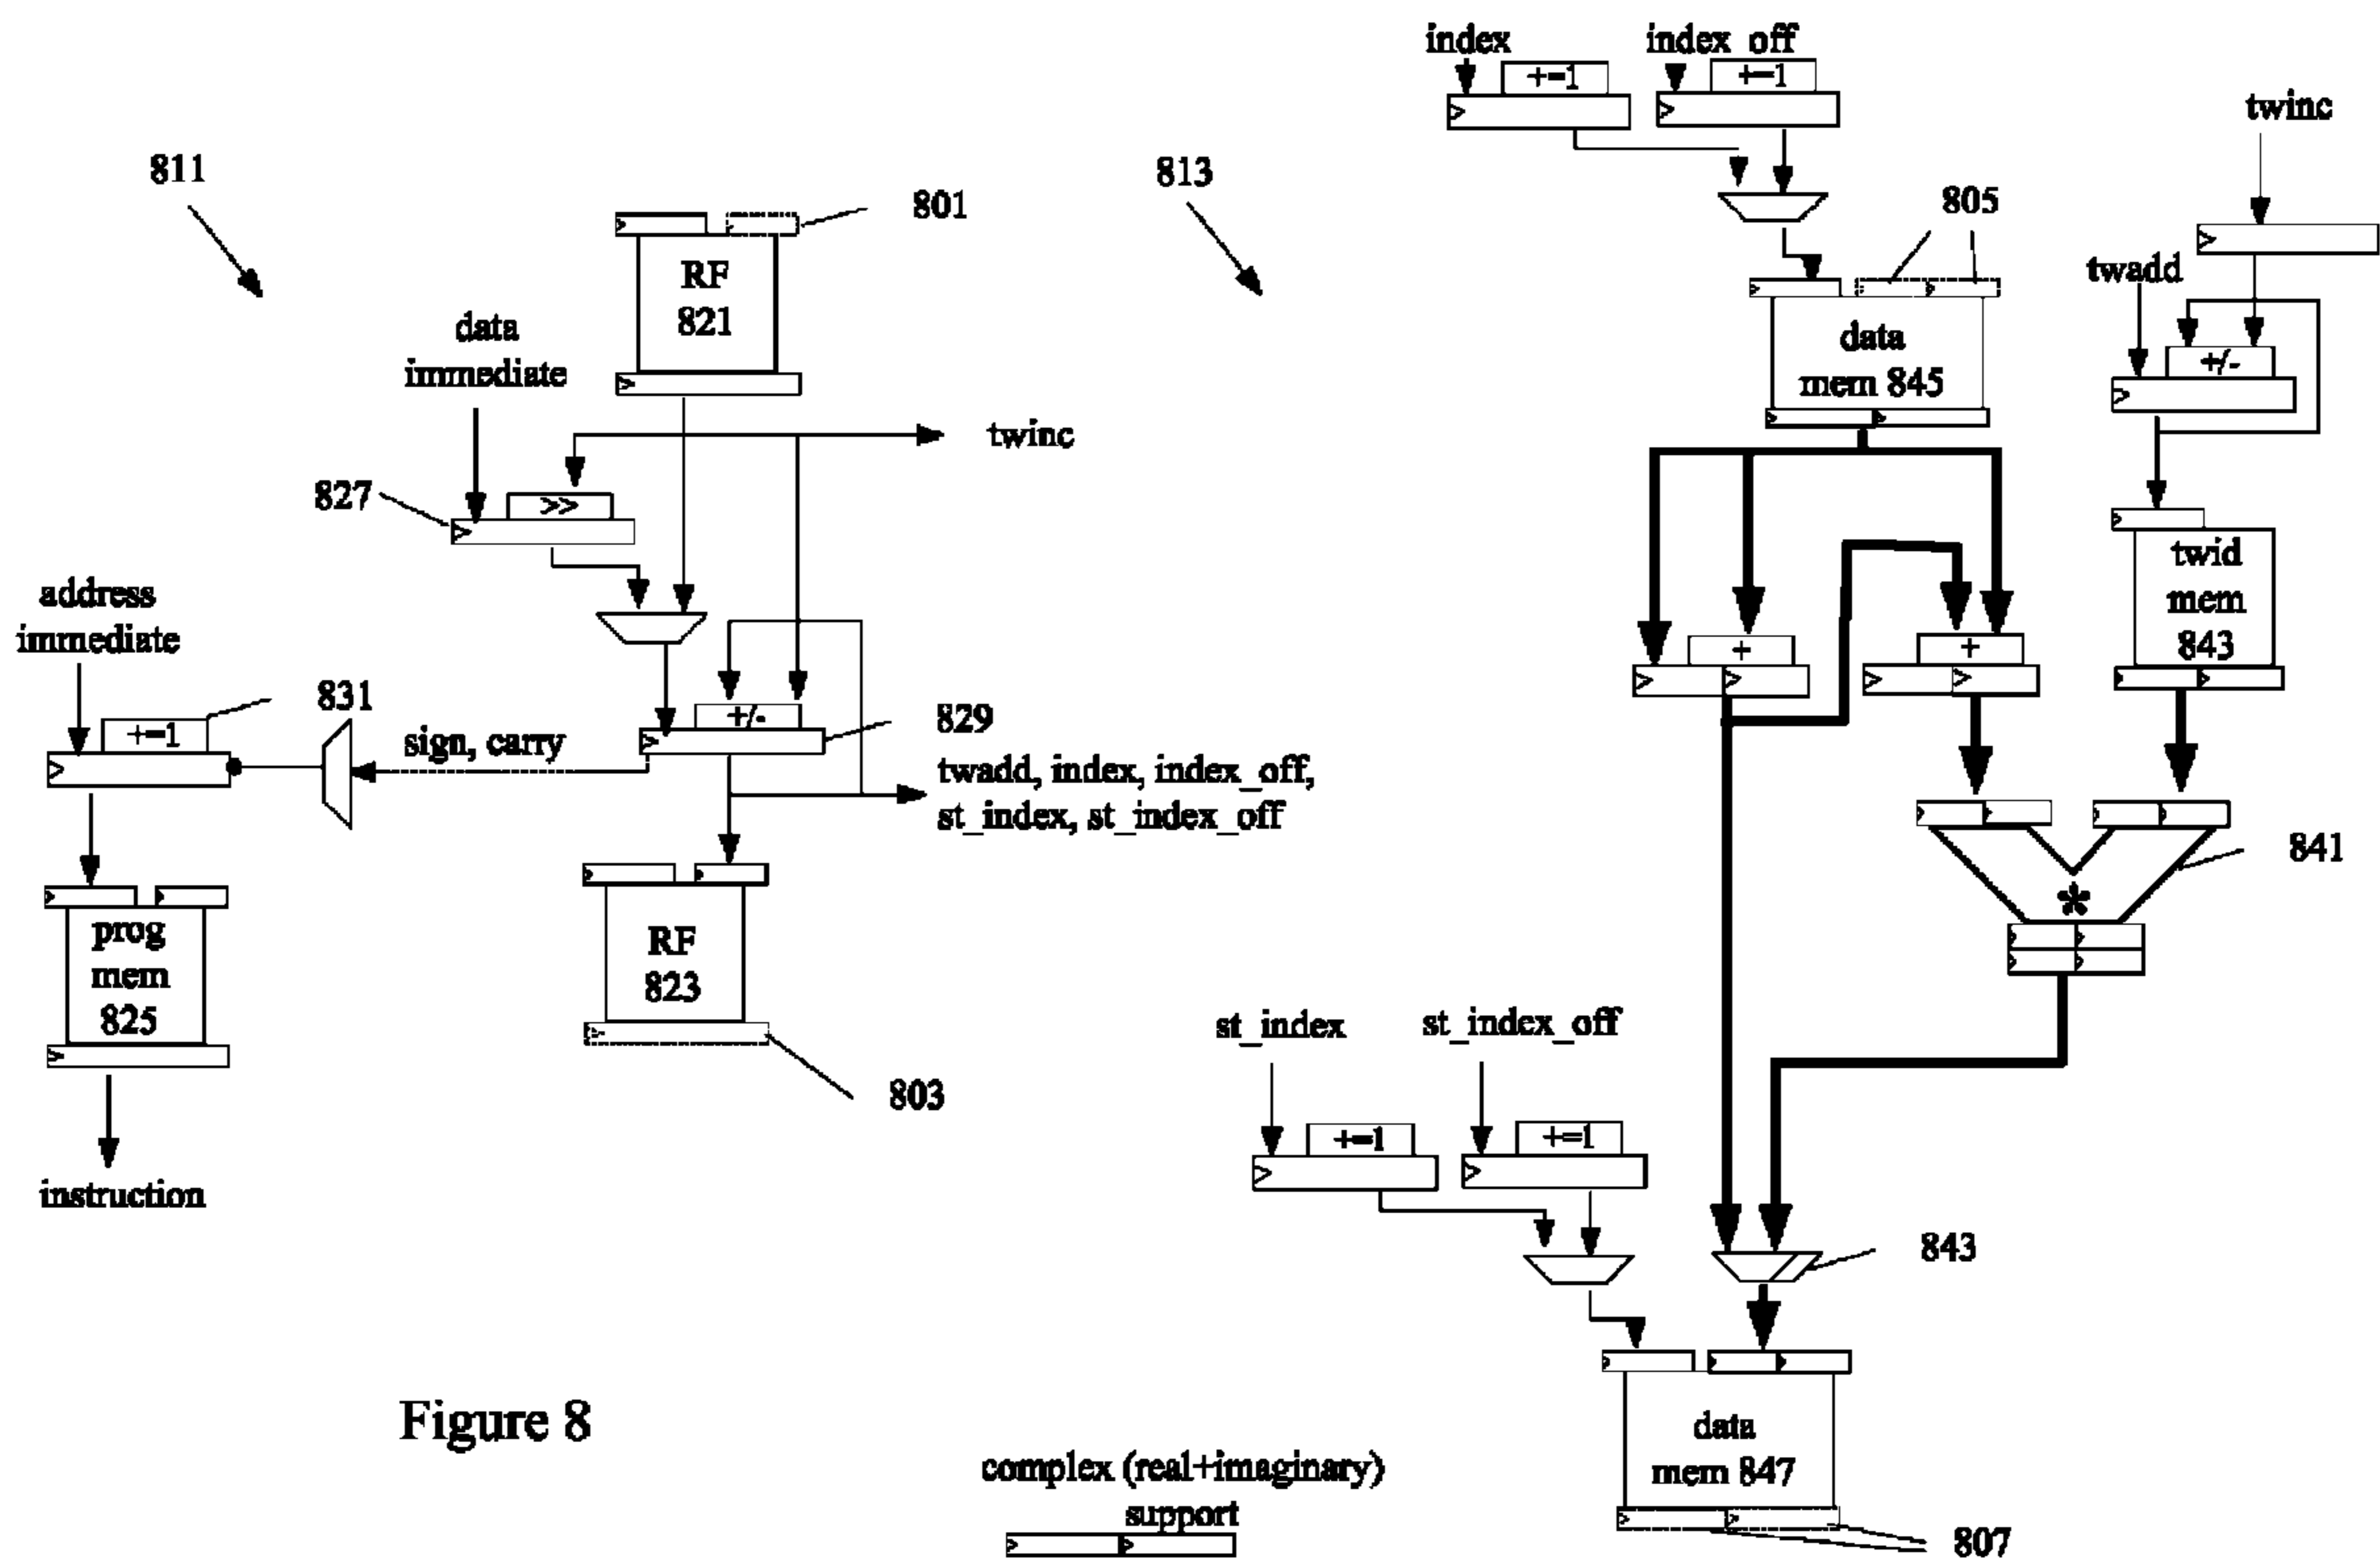 index
index_off
+=1
+=1
twinc
811
801
813
805
RF
821
twadd
data
immediate
data
mem 845
+/-
twinc
827
>>
twid
mem
843
address
immediate
+
+
831
+=1
sign, carry
+/-
829
twadd, index, index_off,
st_index, st_index_off
841
*
prog
mem
825
RF
823
st_index
st_index_off
803
+=1
+=1
instruction
843
Figure 8
data
mem 847
complex (real+imaginary)
support
807